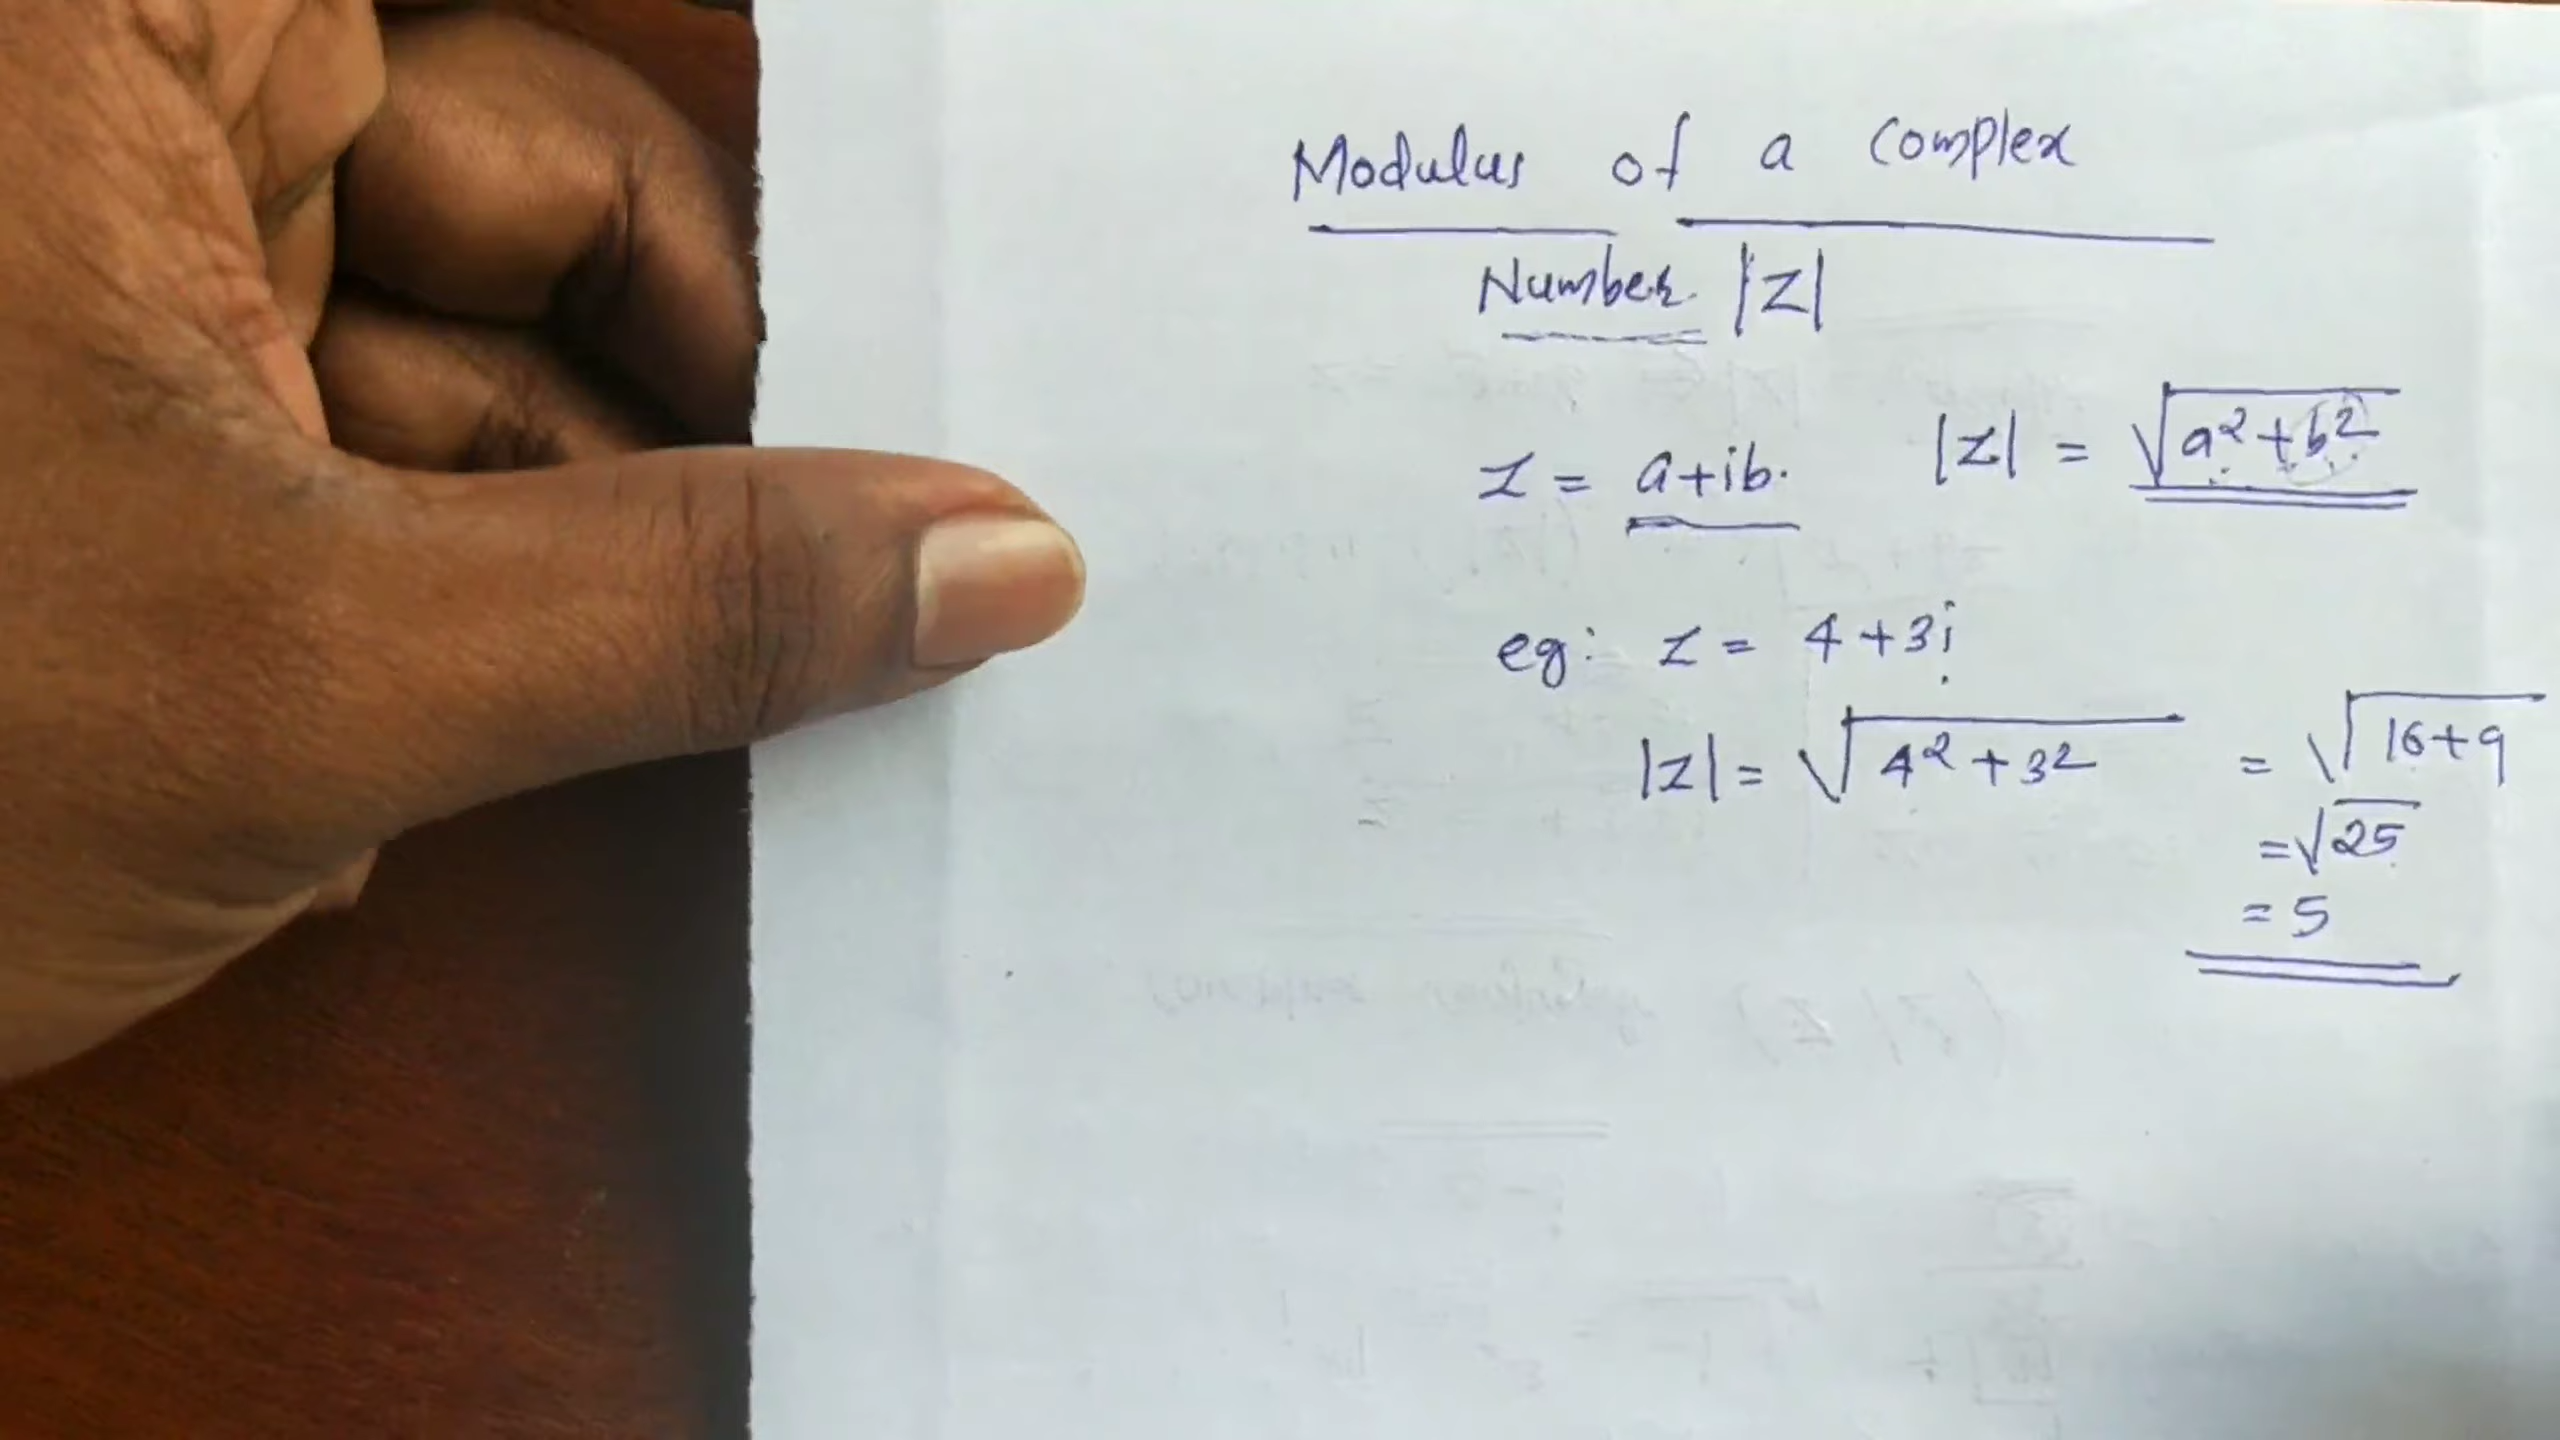 Modulus of a complex
Number |Z|
Z = a+ib. |Z| = √a²+b²
eg: Z = 4+3i
|Z| = √4²+3² = √16+9
= √25
= 5